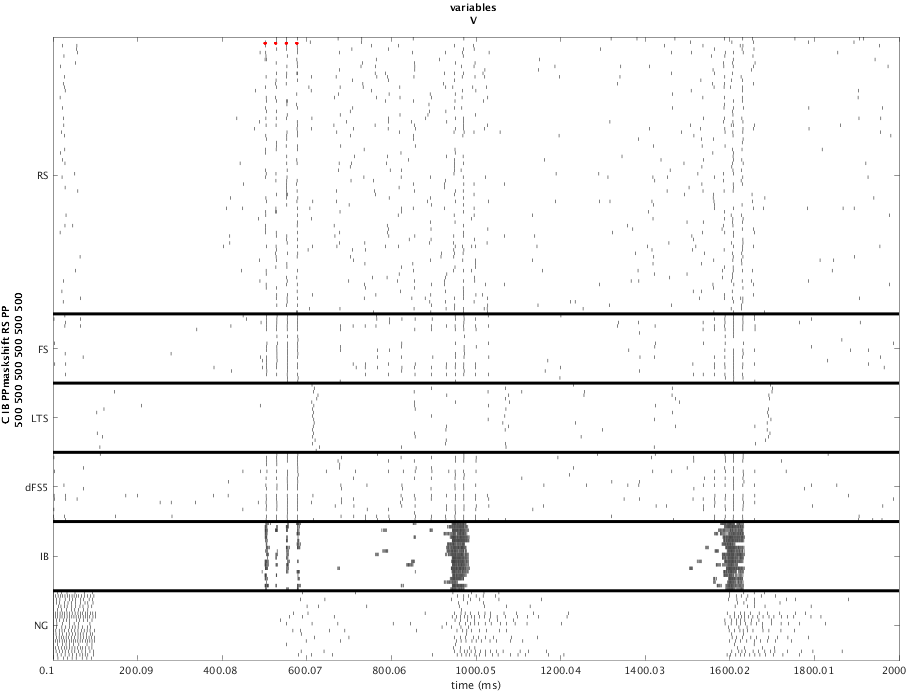 variables
V
C IB PPmaskshift RS PP
500 500 500 500 500 500
RS
FS
LTS
dFS5
IB
NG
0.1 200.09 400.08 600.07 800.06 1000.05 1200.04 1400.03 1600.02 1800.01 2000
time (ms)